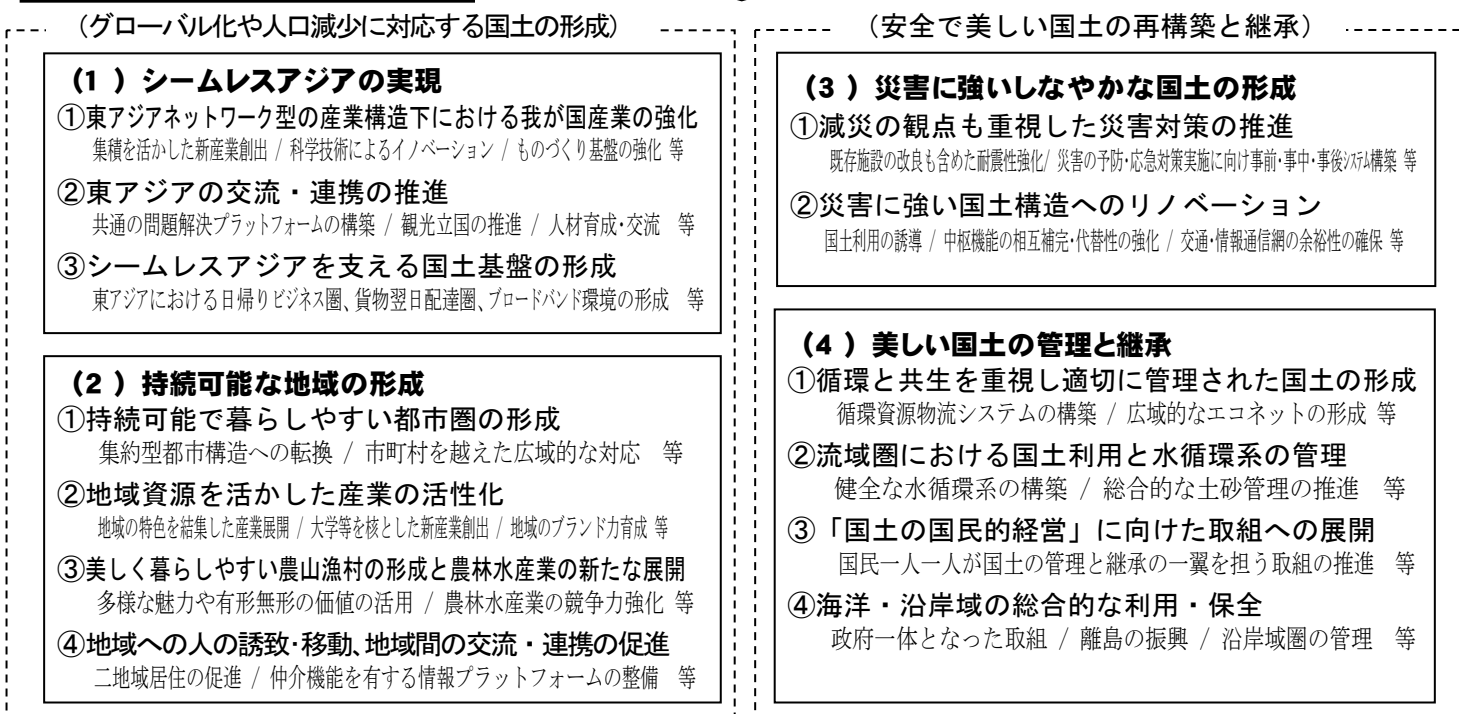 （グローバル化や人口減少に対応する国土の形成）
（1 ）シームレスアジアの実現
①東アジアネットワーク型の産業構造下における我が国産業の強化
集積を活かした新産業創出 / 科学技術によるイノベーション / ものづくり基盤の強化 等
②東アジアの交流・連携の推進
共通の問題解決プラットフォームの構築 / 観光立国の推進 / 人材育成・交流　等
③シームレスアジアを支える国土基盤の形成
東アジアにおける日帰りビジネス圏、貨物翌日配達圏、ブロードバンド環境の形成　等
（2 ）持続可能な地域の形成
①持続可能で暮らしやすい都市圏の形成
集約型都市構造への転換 / 市町村を越えた広域的な対応　等
②地域資源を活かした産業の活性化
地域の特色を結集した産業展開 / 大学等を核とした新産業創出 / 地域のブランド力育成 等
③美しく暮らしやすい農山漁村の形成と農林水産業の新たな展開
多様な魅力や有形無形の価値の活用 / 農林水産業の競争力強化 等
④地域への人の誘致・移動、地域間の交流・連携の促進
二地域居住の促進 / 仲介機能を有する情報プラットフォームの整備　等
（安全で美しい国土の再構築と継承）
（3 ）災害に強いしなやかな国土の形成
①減災の観点も重視した災害対策の推進
既存施設の改良も含めた耐震性強化/ 災害の予防・応急対策実施に向け事前・事中・事後システム構築 等
②災害に強い国土構造へのリノベーション
国土利用の誘導 / 中枢機能の相互補完・代替性の強化 / 交通・情報通信網の余裕性の確保 等
（4 ）美しい国土の管理と継承
①循環と共生を重視し適切に管理された国土の形成
循環資源物流システムの構築 / 広域的なエコネットの形成 等
②流域圏における国土利用と水循環系の管理
健全な水循環系の構築 / 総合的な土砂管理の推進　等
③「国土の国民的経営」に向けた取組への展開
国民一人一人が国土の管理と継承の一翼を担う取組の推進　等
④海洋・沿岸域の総合的な利用・保全
政府一体となった取組 / 離島の振興 / 沿岸域圏の管理　等